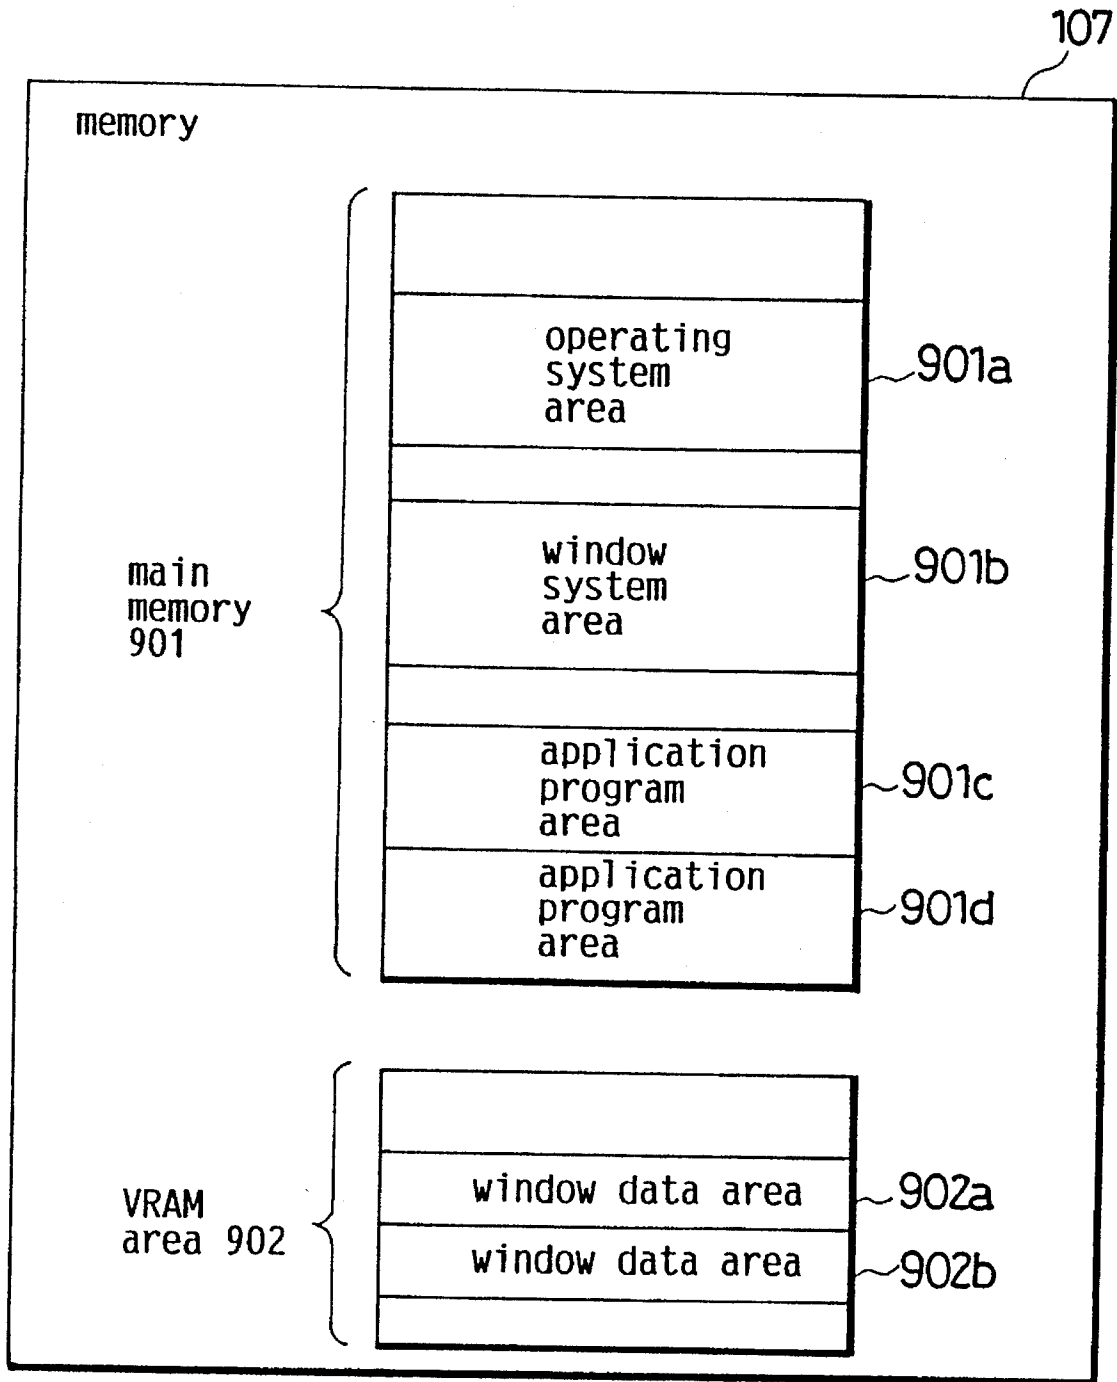 107
memory
operating
system
area
901a
window
system
area
901b
main
memory
901
application
program
area
901c
application
program
area
901d
window data area
902a
VRAM
area 902
window data area
902b